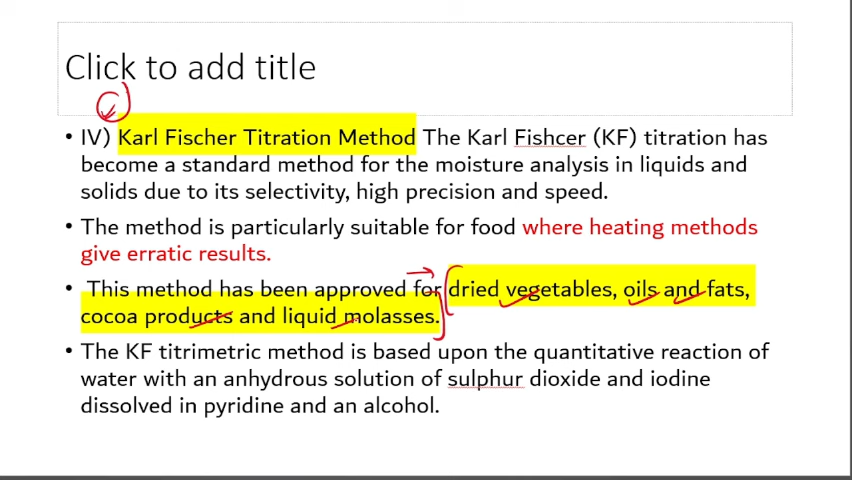 Click to add title
• IV) Karl Fischer Titration Method The Karl Fishcer (KF) titration has
become a standard method for the moisture analysis in liquids and
solids due to its selectivity, high precision and speed.
• The method is particularly suitable for food where heating methods
give erratic results.
• This method has been approved for dried vegetables, oils and fats,
cocoa products and liquid molasses.
• The KF titrimetric method is based upon the quantitative reaction of
water with an anhydrous solution of sulphur dioxide and iodine
dissolved in pyridine and an alcohol.